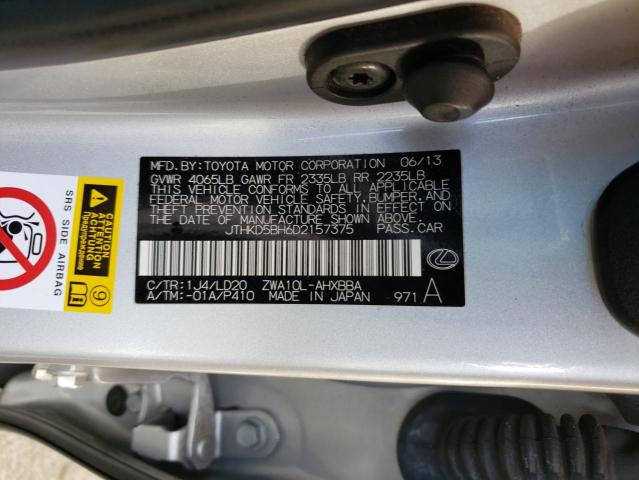 MFD.BY:TOYOTA MOTOR CORPORATION 06/13
GVWR 4065LB GAWR FR 2335LB RR 2235LB
THIS VEHICLE CONFORMS TO ALL APPLICABLE
FEDERAL MOTOR VEHICLE SAFETY,BUMPER, AND
THEFT PREVENTION STANDARDS IN EFFECT ON
THE DATE OF MANUFACTURE SHOWN ABOVE.
JTHKD5BH6D2157375 PASS.CAR
C/TR:1J4/LD20 ZWA10L-AHXBBA
A/TM:-01A/P410 MADE IN JAPAN 971 A
SRS SIDE AIRBAG
Предупреждение
9